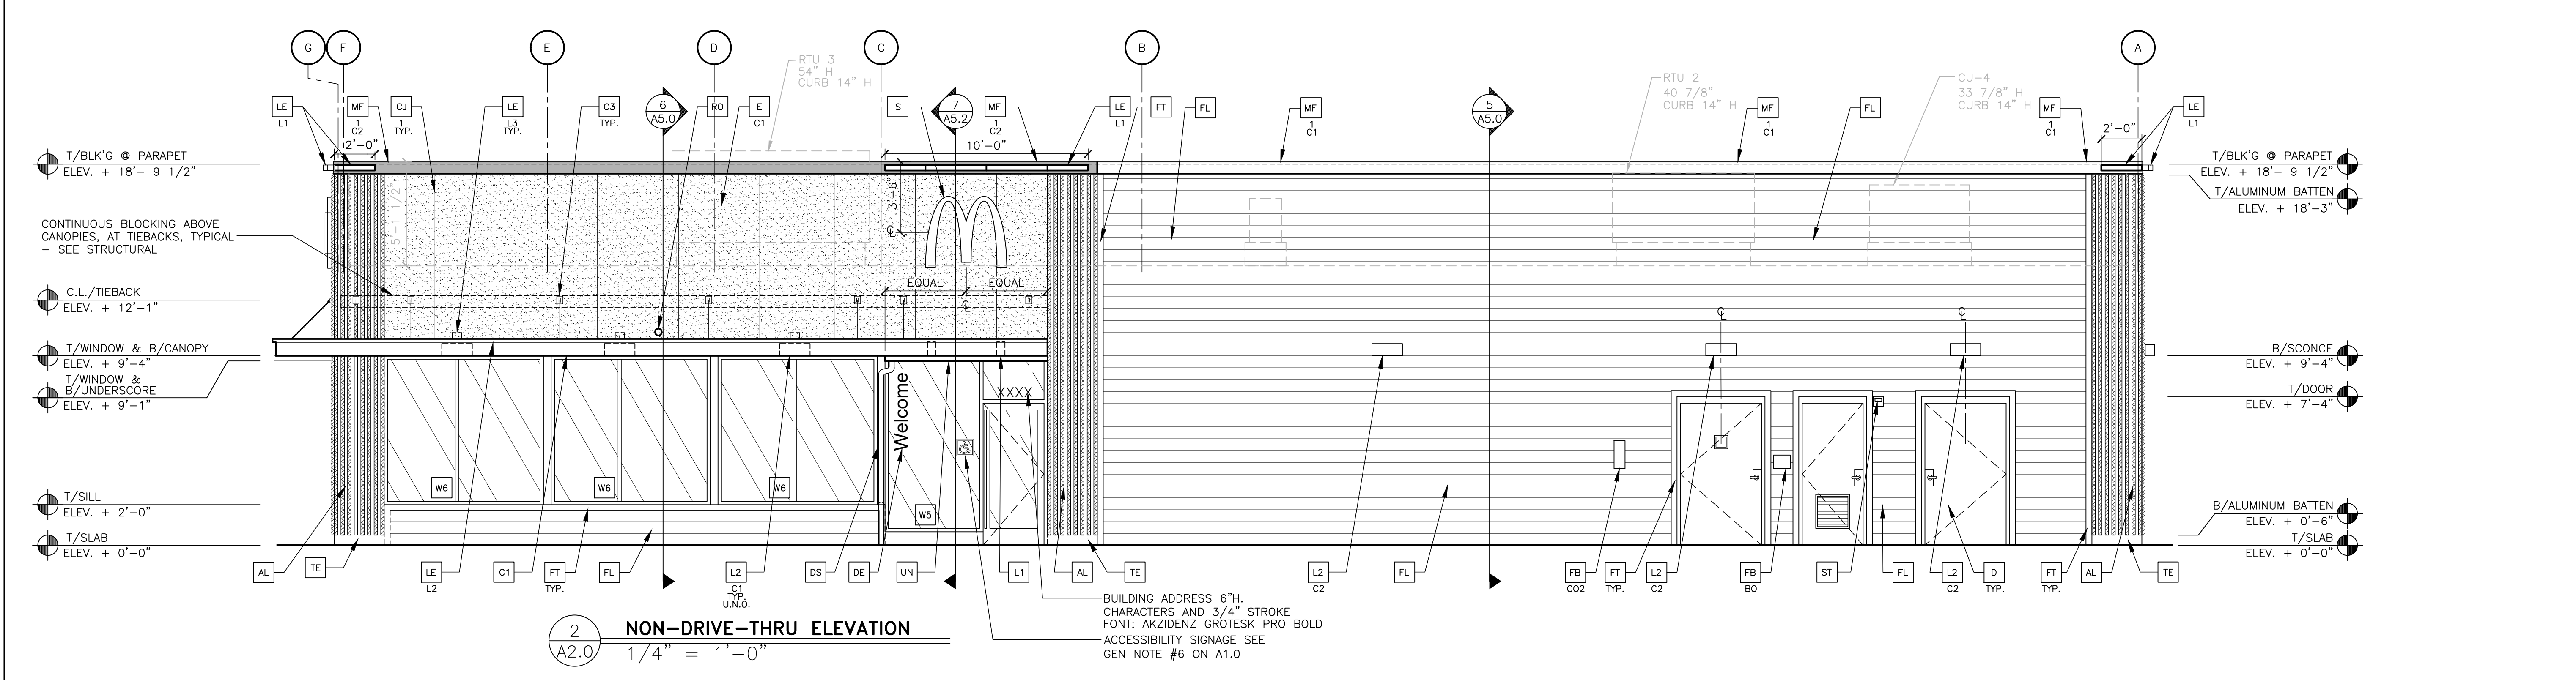 G
F
E
D
C
B
A
RTU 3
54" H
CURB 14" H
RTU 2
40 7/8"
CURB 14" H
CU-4
33 7/8" H
CURB 14" H
LE
L1
MF
1
C2
CJ
1
TYP.
LE
L3
TYP.
C3
TYP.
6
A5.0
RO
E
C1
S
7
A5.2
MF
1
C2
LE
L1
FT
FL
MF
1
C1
5
A5.0
MF
1
C1
FL
MF
1
C1
LE
L1
2'-0"
10'-0"
2'-0"
T/BLK'G @ PARAPET
ELEV. + 18'- 9 1/2"
CONTINUOUS BLOCKING ABOVE
CANOPIES, AT TIEBACKS, TYPICAL
- SEE STRUCTURAL
C.L./TIEBACK
ELEV. + 12'-1"
T/WINDOW & B/CANOPY
ELEV. + 9'-4"
T/WINDOW &
B/UNDERSCORE
ELEV. + 9'-1"
T/SILL
ELEV. + 2'-0"
T/SLAB
ELEV. + 0'-0"
5'-1 1/2"
3'-6"
℄
EQUAL
EQUAL
℄
℄
℄
Welcome
XXXX
W6
W6
W6
W5
T/BLK'G @ PARAPET
ELEV. + 18'- 9 1/2"
T/ALUMINUM BATTEN
ELEV. + 18'-3"
B/SCONCE
ELEV. + 9'-4"
T/DOOR
ELEV. + 7'-4"
B/ALUMINUM BATTEN
ELEV. + 0'-6"
T/SLAB
ELEV. + 0'-0"
AL
TE
LE
L2
C1
FT
TYP.
FL
L2
C1
TYP.
U.N.O.
DS
DE
UN
L1
AL
TE
L2
C2
FL
FB
CO2
FT
TYP.
L2
C2
FB
BO
ST
FL
L2
C2
D
TYP.
FT
TYP.
AL
TE
BUILDING ADDRESS 6"H.
CHARACTERS AND 3/4" STROKE
FONT: AKZIDENZ GROTESK PRO BOLD
ACCESSIBILITY SIGNAGE SEE
GEN NOTE #6 ON A1.0
2
A2.0
NON-DRIVE-THRU ELEVATION
1/4" = 1'-0"